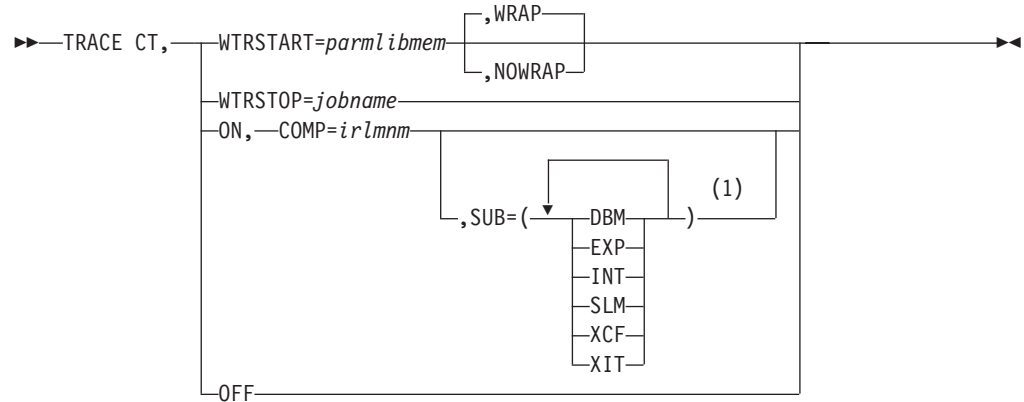 ,WRAP
TRACE CT, WTRSTART=parmlibmem
,NOWRAP
WTRSTOP=jobname
ON, COMP=irlmnm
(1)
,SUB=( DBM )
EXP
INT
SLM
XCF
XIT
OFF